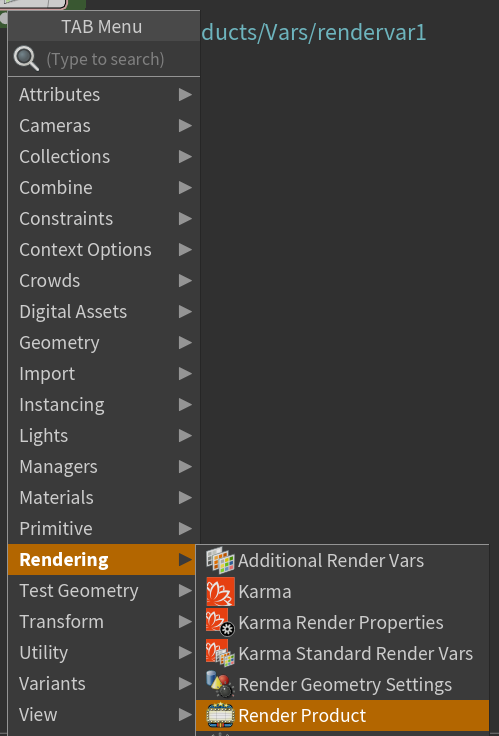 TAB Menu
ducts/Vars/rendervar1
(Type to search)
Attributes
Cameras
Collections
Combine
Constraints
Context Options
Crowds
Digital Assets
Geometry
Import
Instancing
Lights
Managers
Materials
Primitive
Rendering
Additional Render Vars
Test Geometry
Karma
Transform
Karma Render Properties
Utility
Karma Standard Render Vars
Variants
Render Geometry Settings
View
Render Product